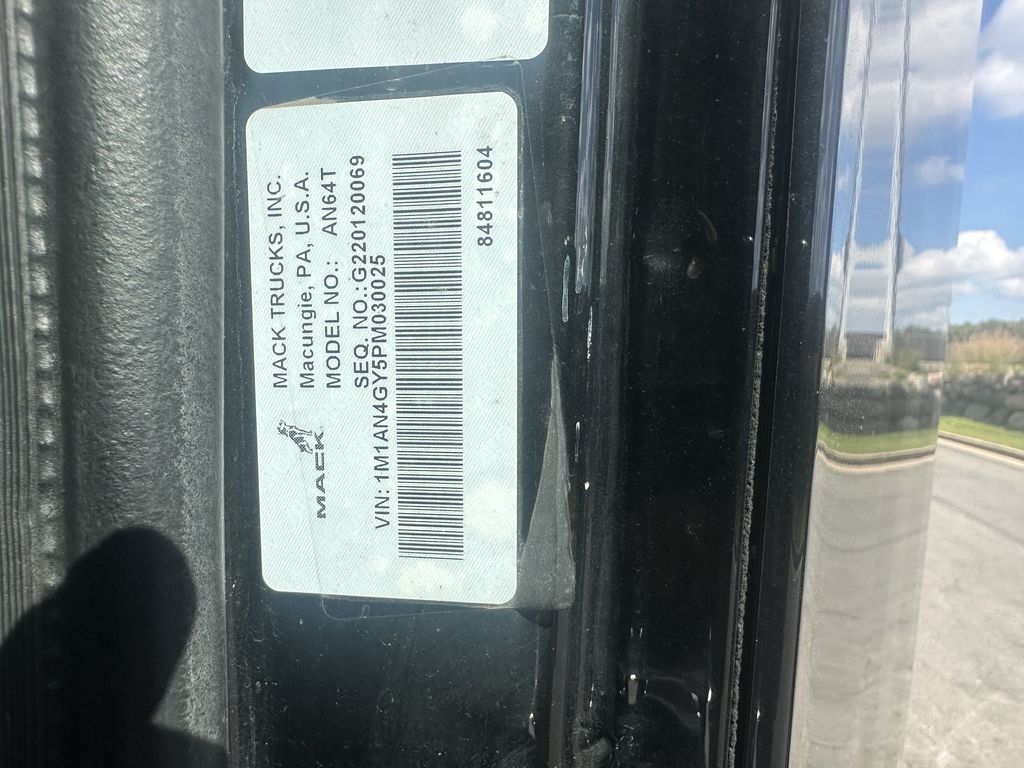 MACK TRUCKS, INC.
Macungie, PA, U.S.A.
MODEL NO.: AN64T
SEQ. NO.: G220120069
MACK
VIN: 1M1AN4GY5PM030025
84811604